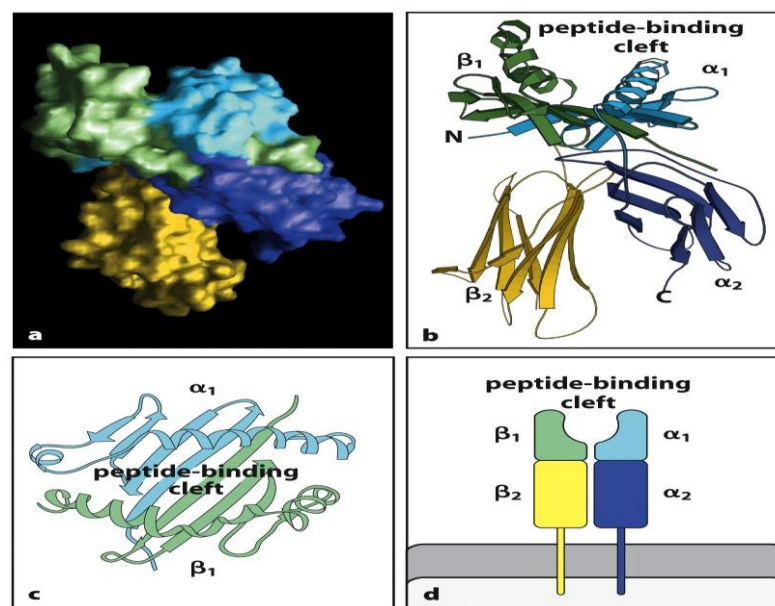 a
peptide-binding
cleft
β1
α1
N
β2
C
α2
b
α1
peptide-binding
cleft
β1
c
peptide-binding
cleft
β1
α1
β2
α2
d